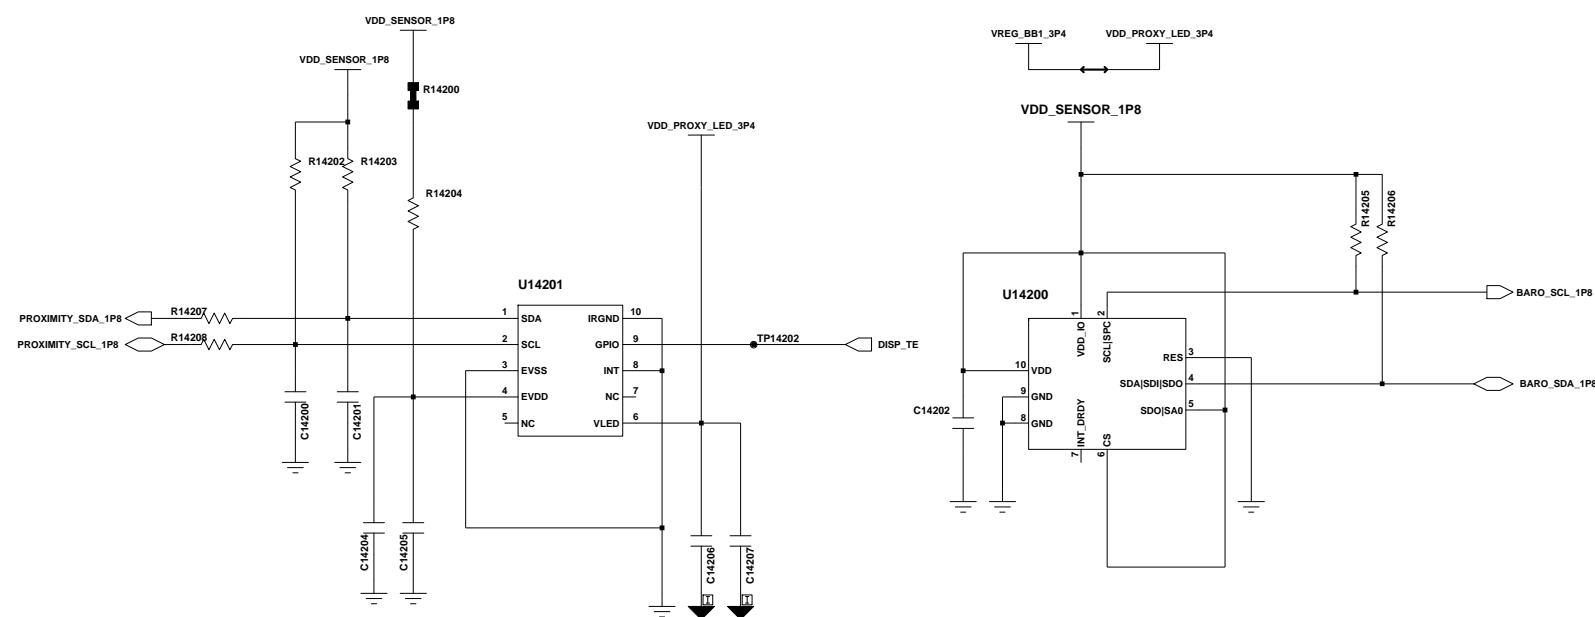 VDD_SENSOR_1P8
VDD_SENSOR_1P8
R14200
R14202
R14203
R14204
VDD_PROXY_LED_3P4
U14201
PROXIMITY_SDA_1P8
R14207
PROXIMITY_SCL_1P8
R14208
1 SDA
2 SCL
3 EVSS
4 EVDD
5 NC
IRGND 10
GPIO 9
INT 8
NC 7
VLED 6
TP14202
DISP_TE
C14200
C14201
C14204
C14205
C14206
C14207
I
I
VREG_BB1_3P4
VDD_PROXY_LED_3P4
VDD_SENSOR_1P8
R14205
R14206
U14200
BARO_SCL_1P8
BARO_SDA_1P8
1 VDD_IO
2 SCL|SPC
RES 3
SDA|SDI|SDO 4
SDO|SA0 5
10 VDD
9 GND
8 GND
7 INT_DRDY
6 CS
C14202